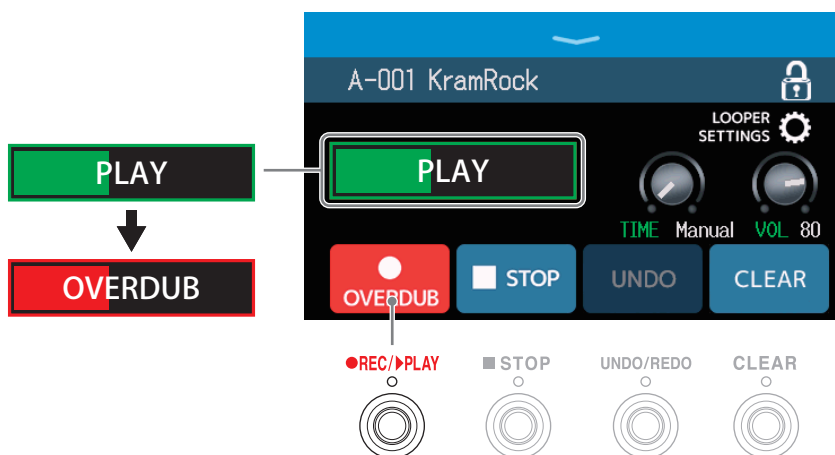 A-001 KramRock
LOOPER
SETTINGS
PLAY
PLAY
TIME Manual VOL 80
OVERDUB
OVERDUB
STOP
UNDO
CLEAR
●REC/▶PLAY
■STOP
UNDO/REDO
CLEAR